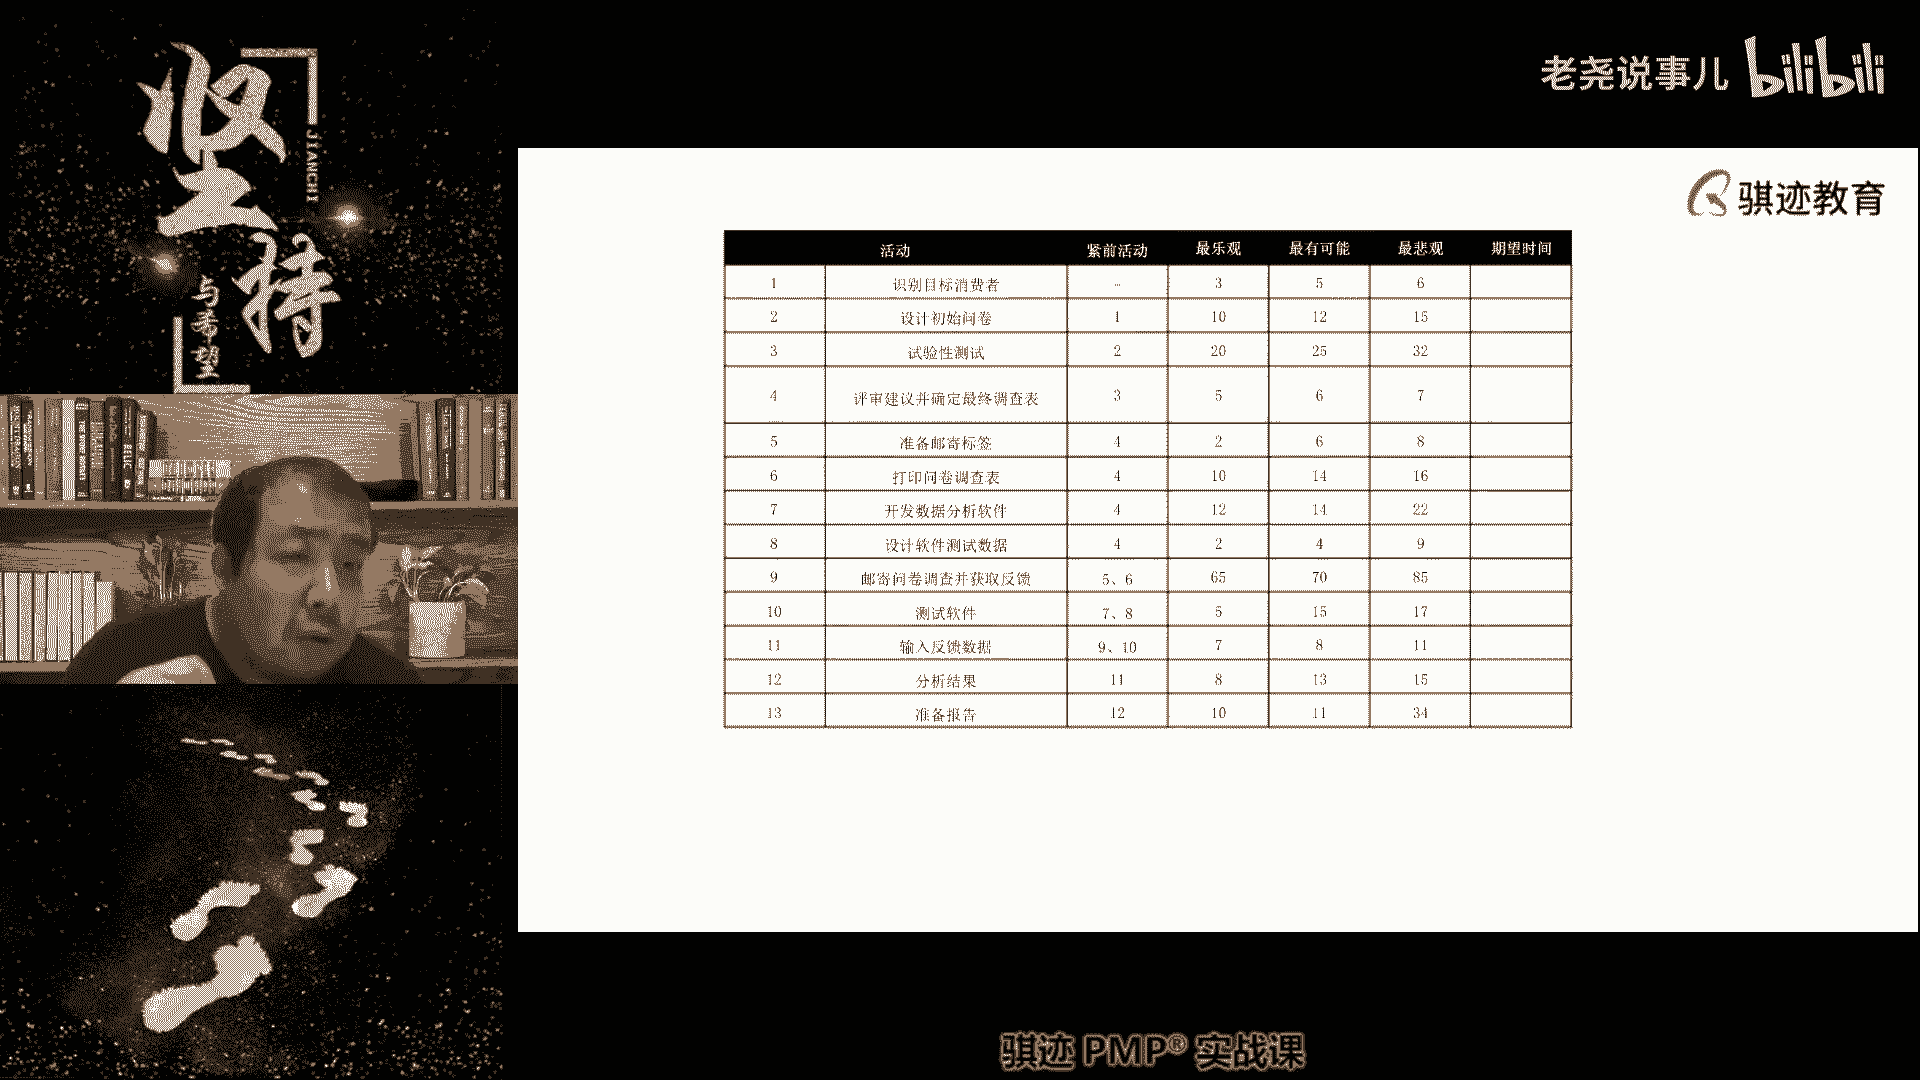 坚持
JIANCHI
与希望
老尧说事儿 bilibili
骐迹教育
活动 紧前活动 最乐观 最有可能 最悲观 期望时间
1 识别目标消费者 - 3 5 6
2 设计初始问卷 1 10 12 15
3 试验性测试 2 20 25 32
4 评审建议并确定最终调查表 3 5 6 7
5 准备邮寄标签 4 2 6 8
6 打印问卷调查表 4 10 14 16
7 开发数据分析软件 4 12 14 22
8 设计软件测试数据 4 2 4 9
9 邮寄问卷调查并获取反馈 5、6 65 70 85
10 测试软件 7、8 5 15 17
11 输入反馈数据 9、10 7 8 11
12 分析结果 11 8 13 15
13 准备报告 12 10 11 34
骐迹 PMP® 实战课